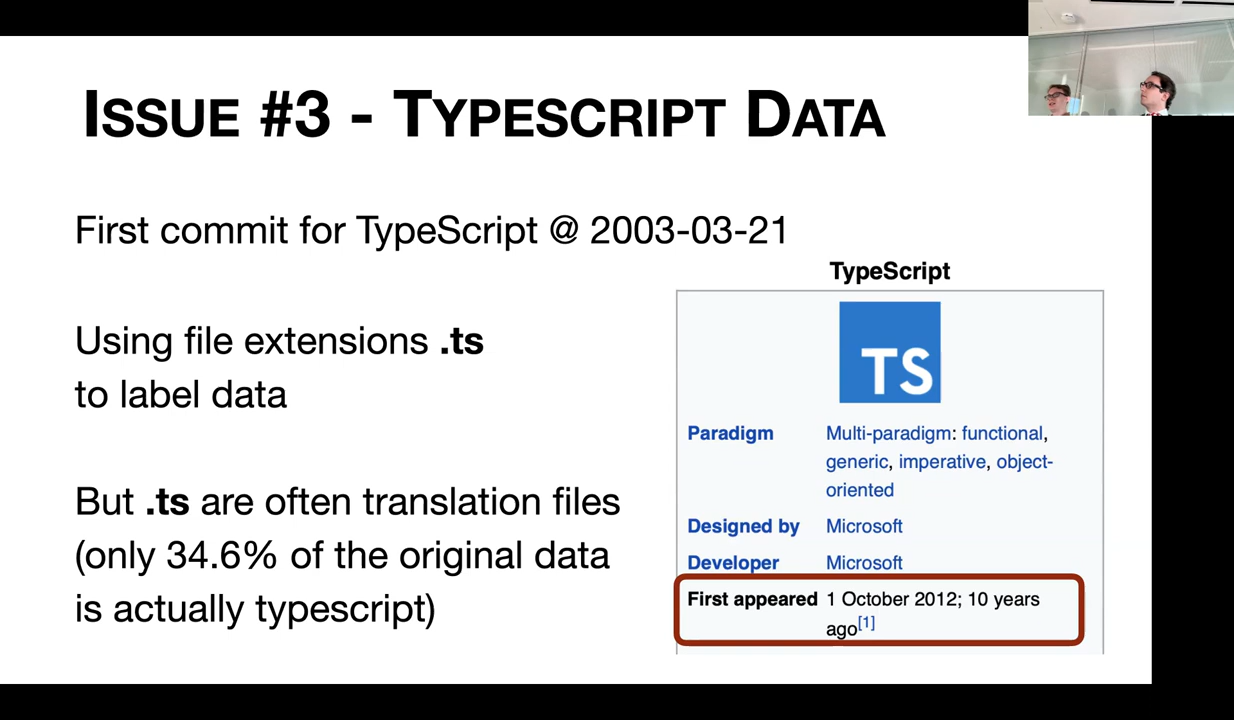 ISSUE #3 - TYPESCRIPT DATA
First commit for TypeScript @ 2003-03-21
Using file extensions .ts
to label data
But .ts are often translation files
(only 34.6% of the original data
is actually typescript)
TypeScript
TS
Paradigm Multi-paradigm: functional,
generic, imperative, object-
oriented
Designed by Microsoft
Developer Microsoft
First appeared 1 October 2012; 10 years
ago[1]